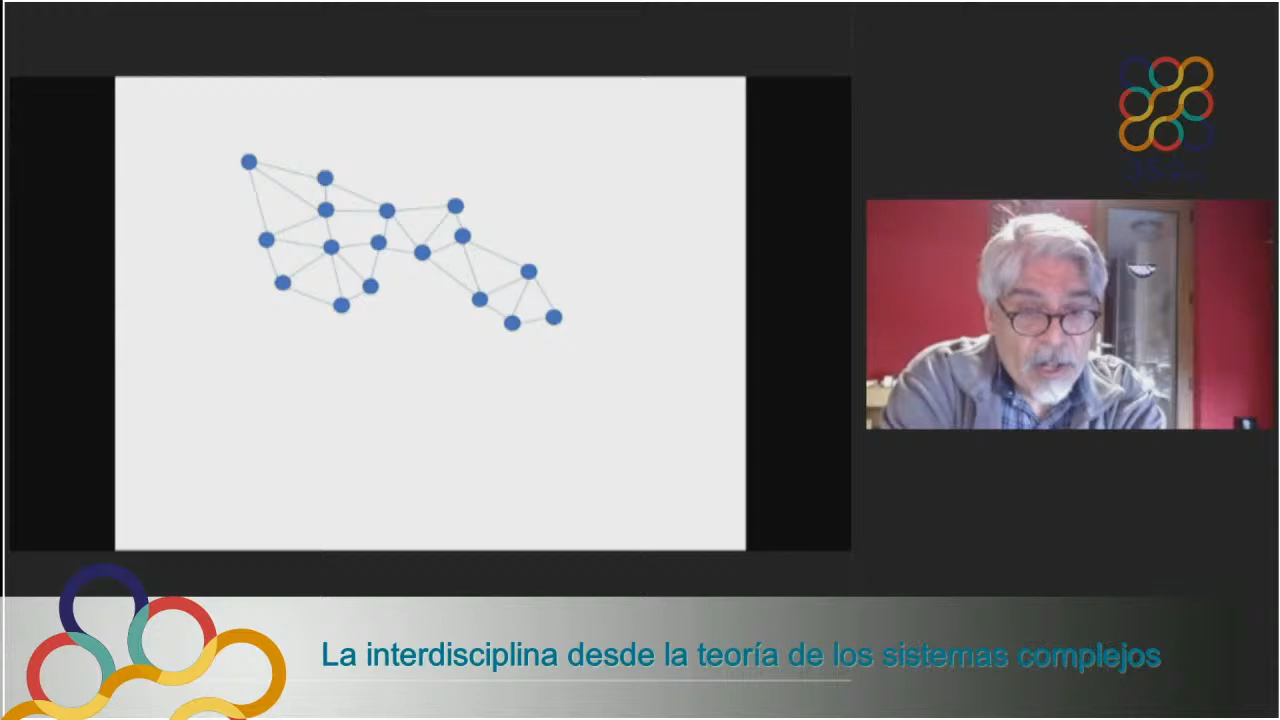 La interdisciplina desde la teoría de los sistemas complejos